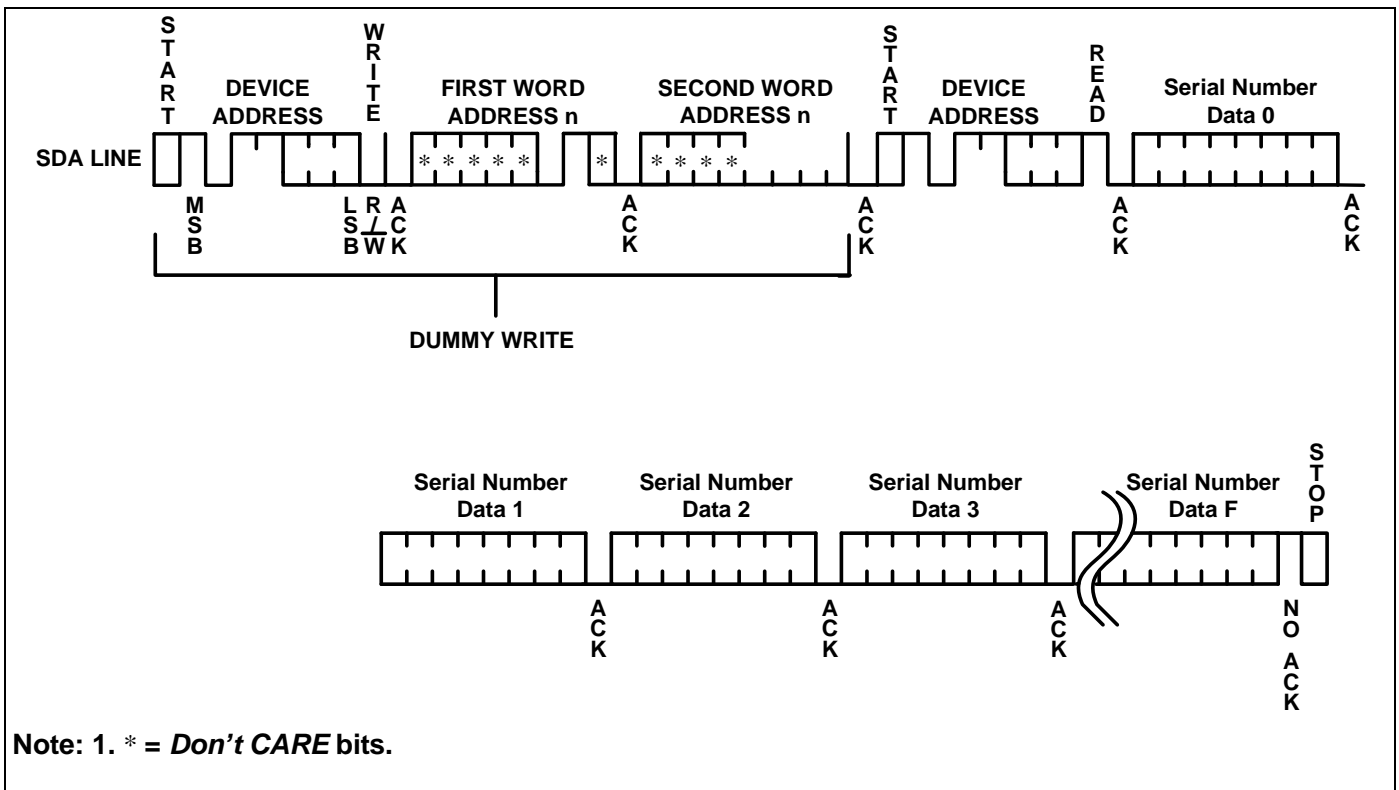 START
WRITE
START
READ
DEVICE ADDRESS
FIRST WORD ADDRESS n
SECOND WORD ADDRESS n
DEVICE ADDRESS
Serial Number Data 0
SDA LINE
* * * * *
*
* * * *
MSB
LSB
R/W
ACK
ACK
ACK
ACK
ACK
DUMMY WRITE
Serial Number Data 1
Serial Number Data 2
Serial Number Data 3
Serial Number Data F
STOP
ACK
ACK
ACK
NO ACK
Note: 1. * = Don't CARE bits.